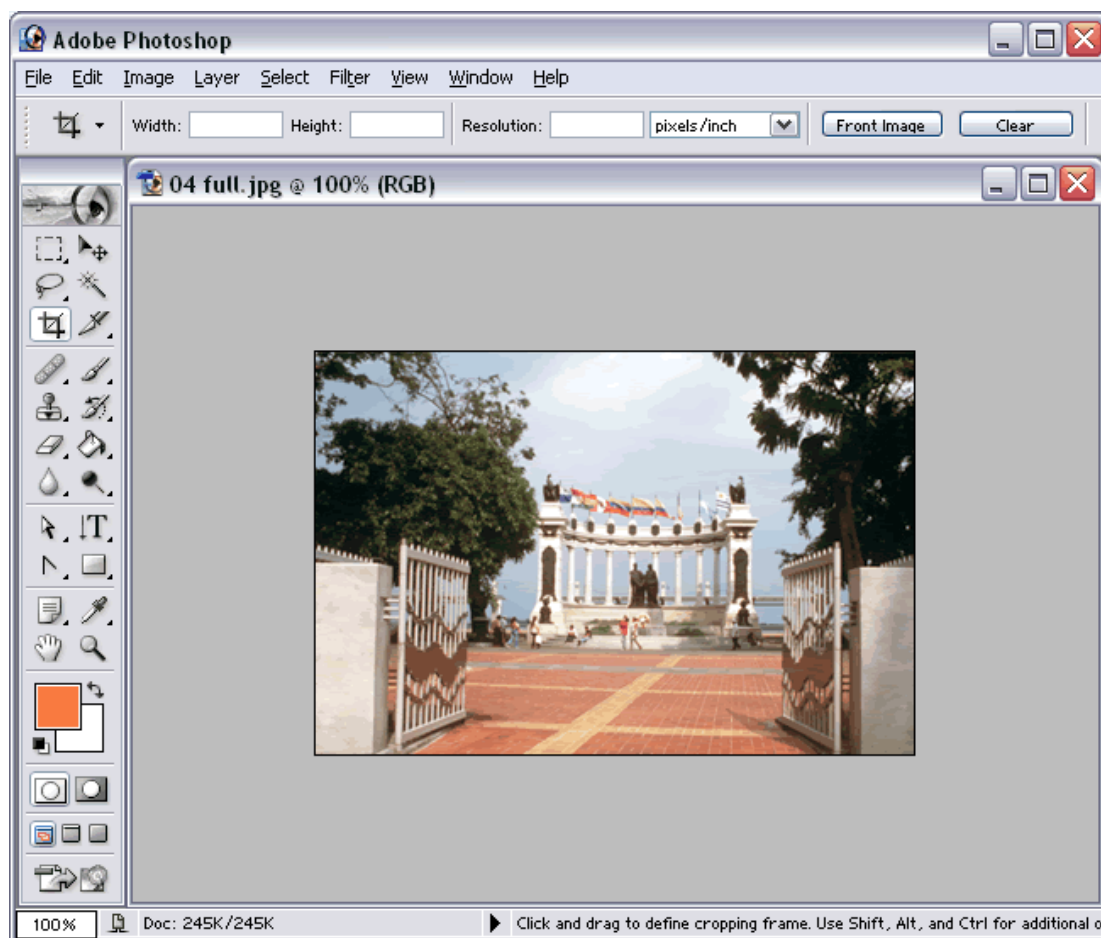 Adobe Photoshop
File Edit Image Layer Select Filter View Window Help
Width: Height: Resolution: pixels/inch Front Image Clear
04 full.jpg @ 100% (RGB)
T
100% Doc: 245K/245K Click and drag to define cropping frame. Use Shift, Alt, and Ctrl for additional o